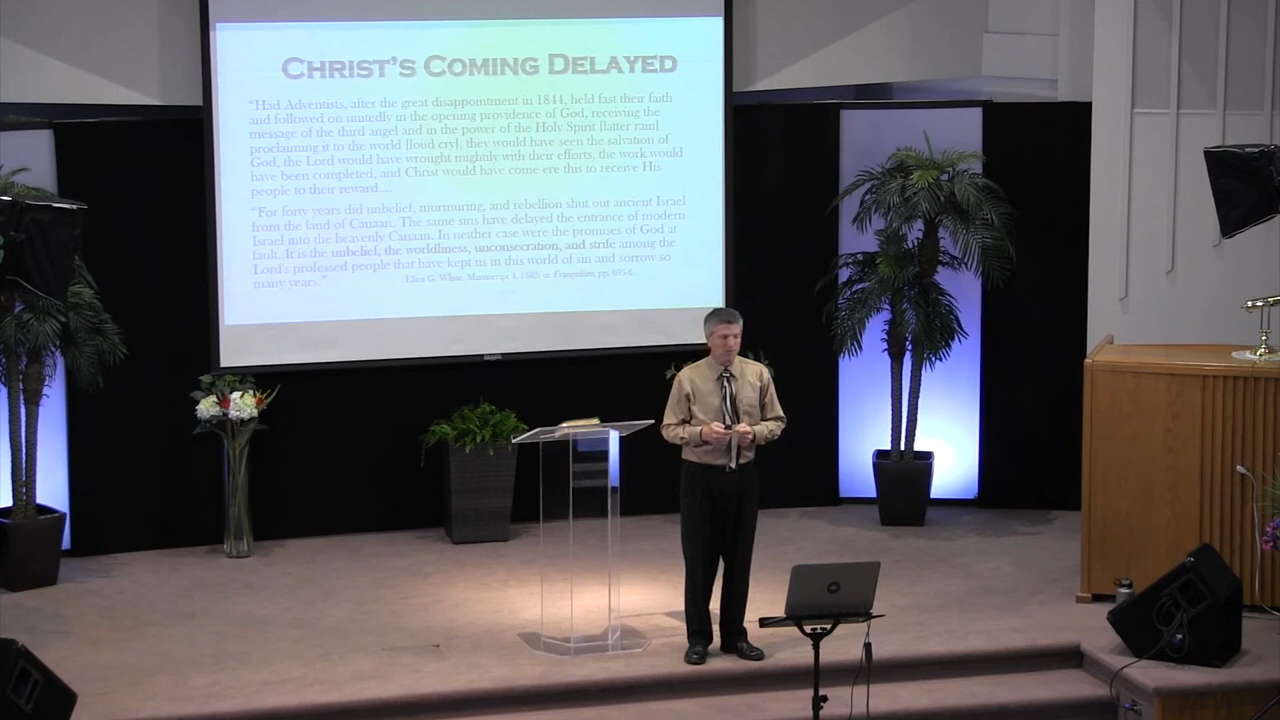 CHRIST'S COMING DELAYED
"Had Adventists, after the great disappointment in 1844, held fast their faith
and followed on unitedly in the opening providence of God, receiving the
message of the third angel and in the power of the Holy Spirit [latter rain]
proclaiming it to the world [loud cry], they would have seen the salvation of
God, the Lord would have wrought mightily with their efforts, the work would
have been completed, and Christ would have come ere this to receive His
people to their reward....
"For forty years did unbelief, murmuring, and rebellion shut out ancient Israel
from the land of Canaan. The same sins have delayed the entrance of modern
Israel into the heavenly Canaan. In neither case were the promises of God at
fault. It is the unbelief, the worldliness, unconsecration, and strife among the
Lord's professed people that have kept us in this world of sin and sorrow so
many years."
Ellen G. White, Manuscript 4, 1883; in Evangelism, pp. 695-6.